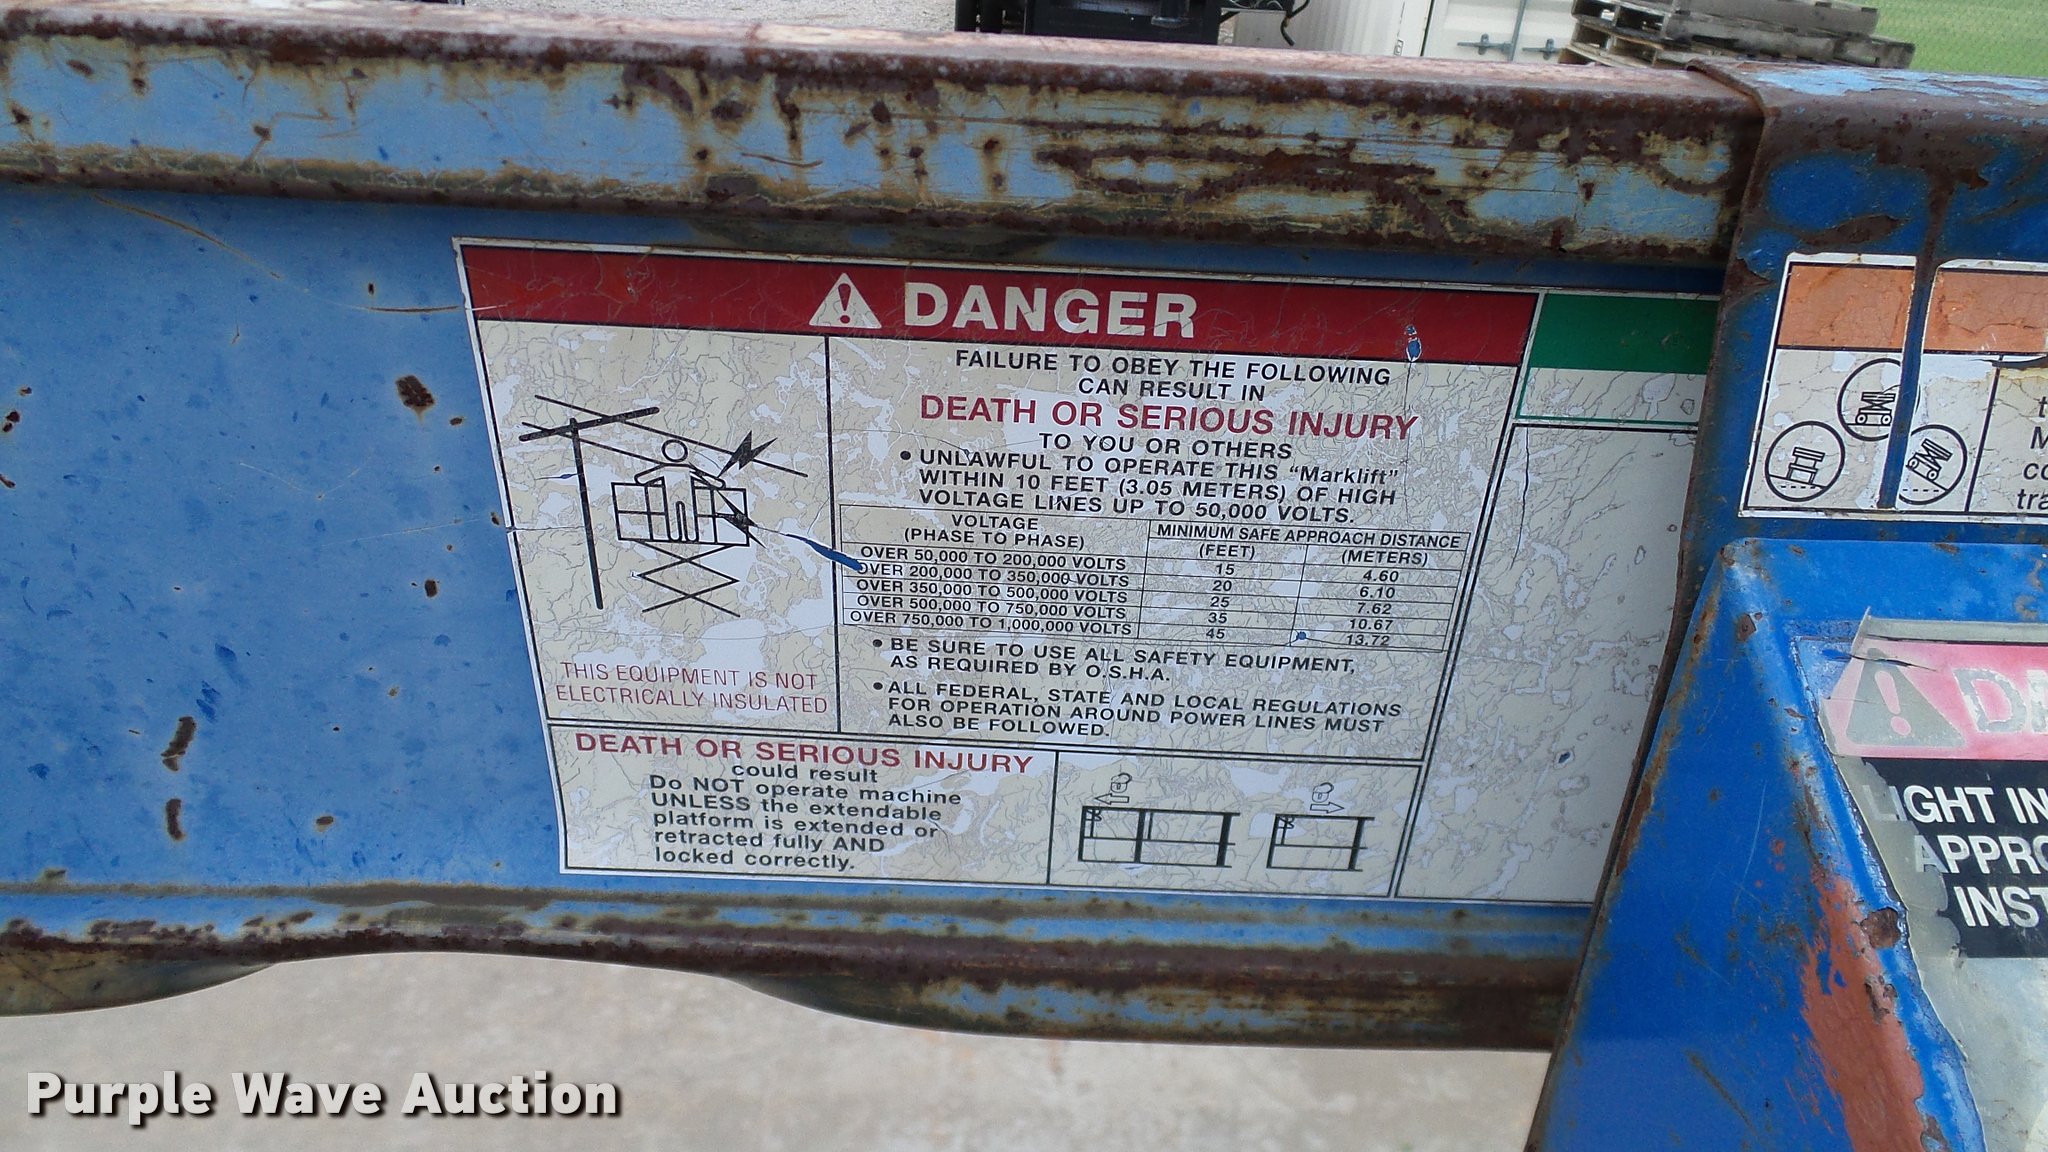 DANGER
FAILURE TO OBEY THE FOLLOWING
CAN RESULT IN
DEATH OR SERIOUS INJURY
TO YOU OR OTHERS
• UNLAWFUL TO OPERATE THIS "Marklift"
WITHIN 10 FEET (3.05 METERS) OF HIGH
VOLTAGE LINES UP TO 50,000 VOLTS.
VOLTAGE
(PHASE TO PHASE)
MINIMUM SAFE APPROACH DISTANCE
(FEET) (METERS)
OVER 50,000 TO 200,000 VOLTS 15 4.60
OVER 200,000 TO 350,000 VOLTS 20 6.10
OVER 350,000 TO 500,000 VOLTS 25 7.62
OVER 500,000 TO 750,000 VOLTS 35 10.67
OVER 750,000 TO 1,000,000 VOLTS 45 13.72
• BE SURE TO USE ALL SAFETY EQUIPMENT,
AS REQUIRED BY O.S.H.A.
• ALL FEDERAL, STATE AND LOCAL REGULATIONS
FOR OPERATION AROUND POWER LINES MUST
ALSO BE FOLLOWED.
THIS EQUIPMENT IS NOT
ELECTRICALLY INSULATED
DEATH OR SERIOUS INJURY
could result
Do NOT operate machine
UNLESS the extendable
platform is extended or
retracted fully AND
locked correctly.
t
M
co
tra
DA
IGHT IN
APPRO
INST
Purple Wave Auction